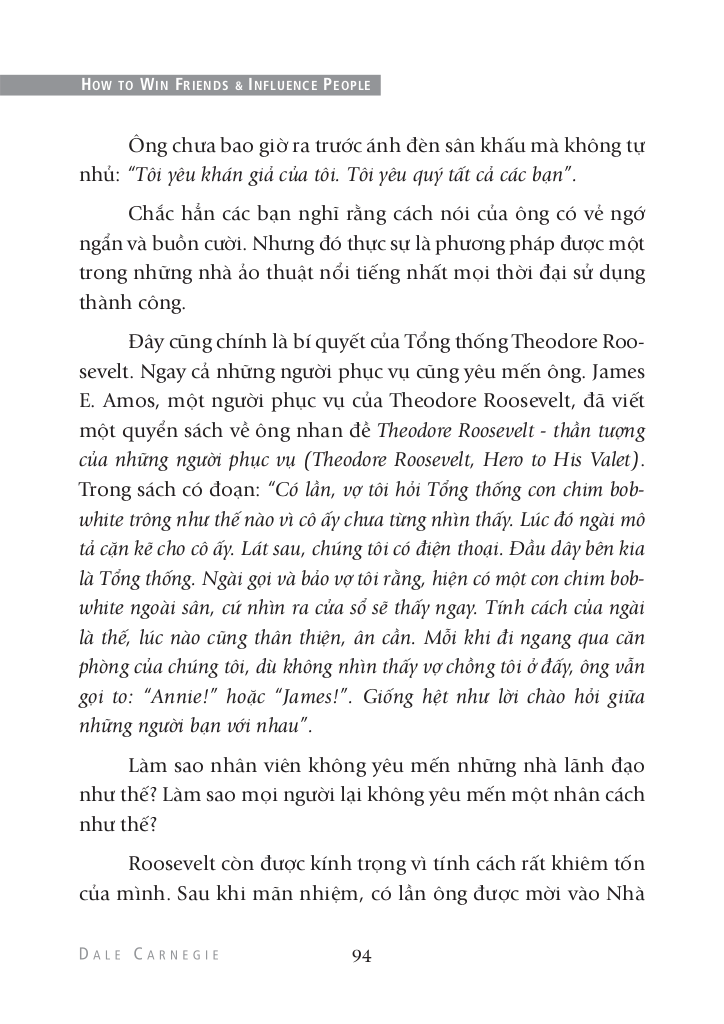 HOW TO WIN FRIENDS & INFLUENCE PEOPLE
Ông chưa bao giờ ra trước ánh đèn sân khấu mà không tự
nhủ: “Tôi yêu khán giả của tôi. Tôi yêu quý tất cả các bạn”.
Chắc hẳn các bạn nghĩ rằng cách nói của ông có vẻ ngớ
ngẩn và buồn cười. Nhưng đó thực sự là phương pháp được một
trong những nhà ảo thuật nổi tiếng nhất mọi thời đại sử dụng
thành công.
Đây cũng chính là bí quyết của Tổng thống Theodore Roo-
sevelt. Ngay cả những người phục vụ cũng yêu mến ông. James
E. Amos, một người phục vụ của Theodore Roosevelt, đã viết
một quyển sách về ông nhan đề Theodore Roosevelt - thần tượng
của những người phục vụ (Theodore Roosevelt, Hero to His Valet).
Trong sách có đoạn: “Có lần, vợ tôi hỏi Tổng thống con chim bob-
white trông như thế nào vì cô ấy chưa từng nhìn thấy. Lúc đó ngài mô
tả cặn kẽ cho cô ấy. Lát sau, chúng tôi có điện thoại. Đầu dây bên kia
là Tổng thống. Ngài gọi và bảo vợ tôi rằng, hiện có một con chim bob-
white ngoài sân, cứ nhìn ra cửa sổ sẽ thấy ngay. Tính cách của ngài
là thế, lúc nào cũng thân thiện, ân cần. Mỗi khi đi ngang qua căn
phòng của chúng tôi, dù không nhìn thấy vợ chồng tôi ở đấy, ông vẫn
gọi to: “Annie!” hoặc “James!”. Giống hệt như lời chào hỏi giữa
những người bạn với nhau”.
Làm sao nhân viên không yêu mến những nhà lãnh đạo
như thế? Làm sao mọi người lại không yêu mến một nhân cách
như thế?
Roosevelt còn được kính trọng vì tính cách rất khiêm tốn
của mình. Sau khi mãn nhiệm, có lần ông được mời vào Nhà
DALE CARNEGIE
94